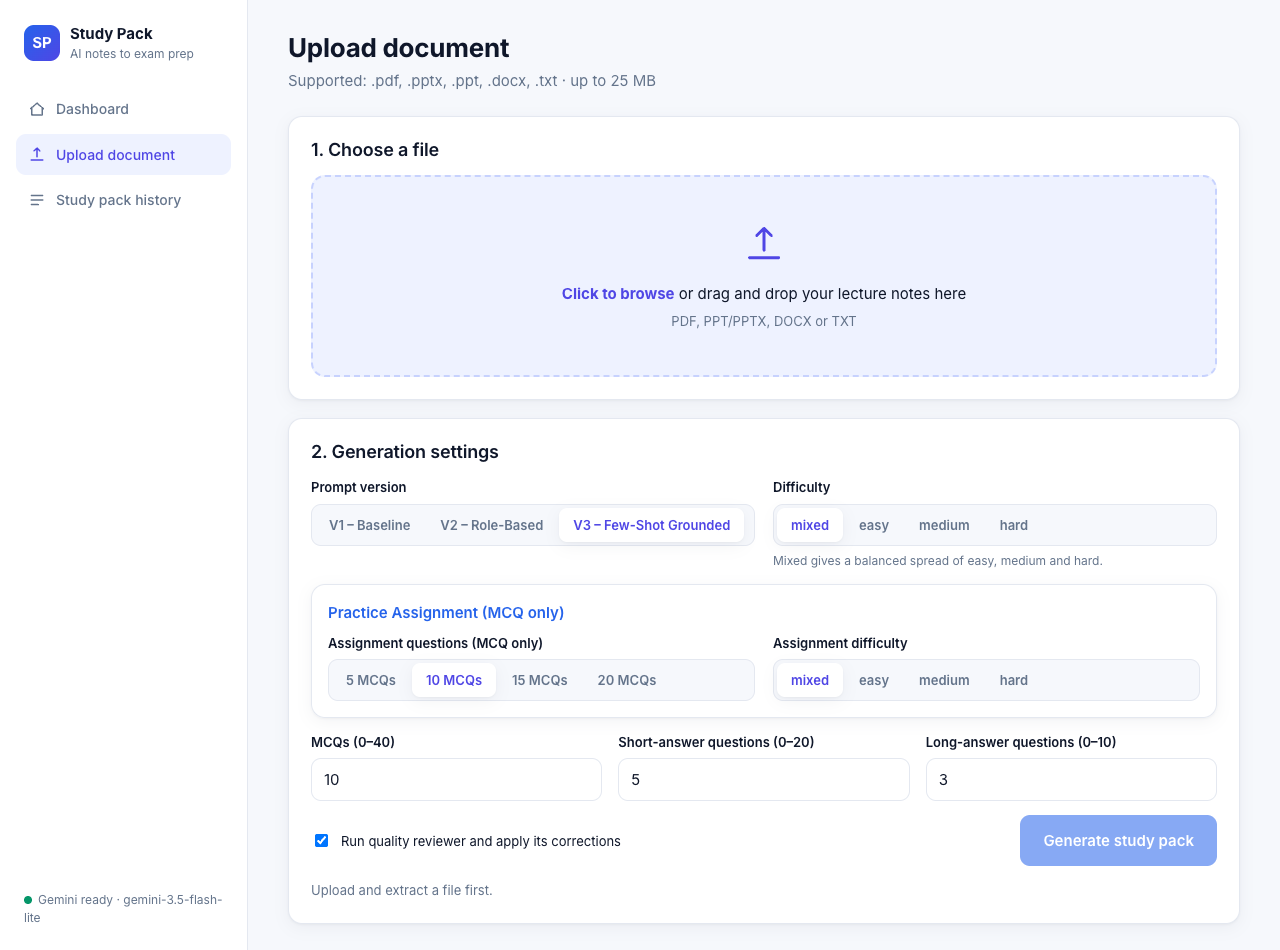 SP
Study Pack
AI notes to exam prep
Dashboard
Upload document
Study pack history
Gemini ready · gemini-3.5-flash-
lite
Upload document
Supported: .pdf, .pptx, .ppt, .docx, .txt · up to 25 MB
1. Choose a file
Click to browse or drag and drop your lecture notes here
PDF, PPT/PPTX, DOCX or TXT
2. Generation settings
Prompt version
V1 – Baseline V2 – Role-Based V3 – Few-Shot Grounded
Difficulty
mixed easy medium hard
Mixed gives a balanced spread of easy, medium and hard.
Practice Assignment (MCQ only)
Assignment questions (MCQ only)
5 MCQs 10 MCQs 15 MCQs 20 MCQs
Assignment difficulty
mixed easy medium hard
MCQs (0–40)
10
Short-answer questions (0–20)
5
Long-answer questions (0–10)
3
Run quality reviewer and apply its corrections
Generate study pack
Upload and extract a file first.